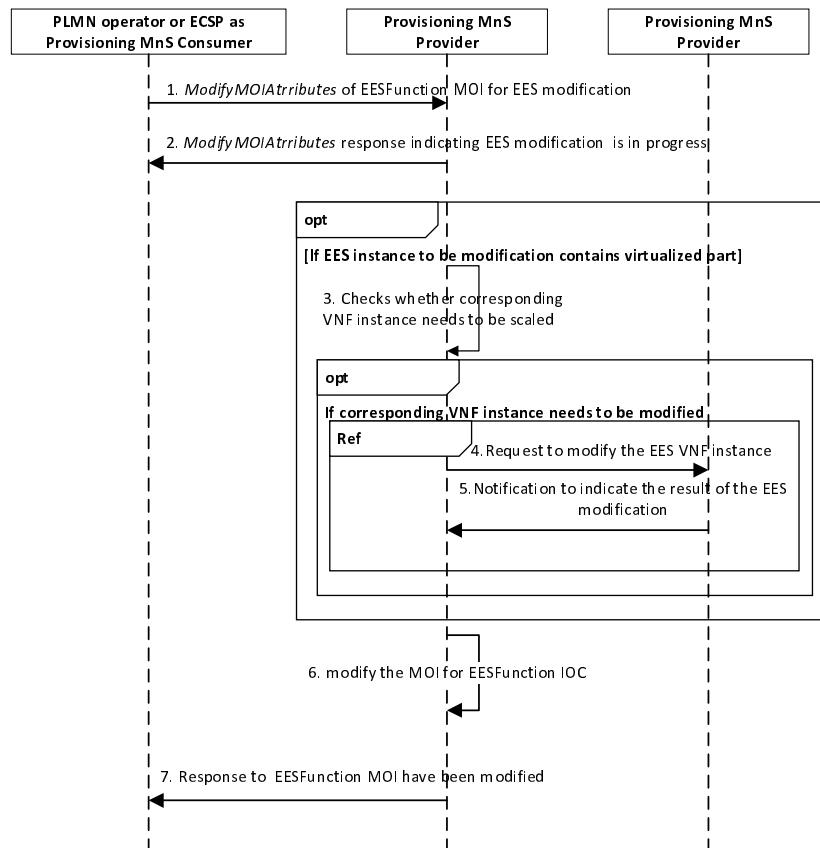 PLMN operator or ECSP as
Provisioning MnS Consumer
Provisioning MnS
Provider
Provisioning MnS
Provider
1. ModifyMOIAtrributes of EESFunction MOI for EES modification
2. ModifyMOIAtrributes response indicating EES modification is in progress
opt
[If EES instance to be modification contains virtualized part]
3. Checks whether corresponding
VNF instance needs to be scaled
opt
If corresponding VNF instance needs to be modified
Ref
4. Request to modify the EES VNF instance
5. Notification to indicate the result of the EES
modification
6. modify the MOI for EESFunction IOC
7. Response to EESFunction MOI have been modified